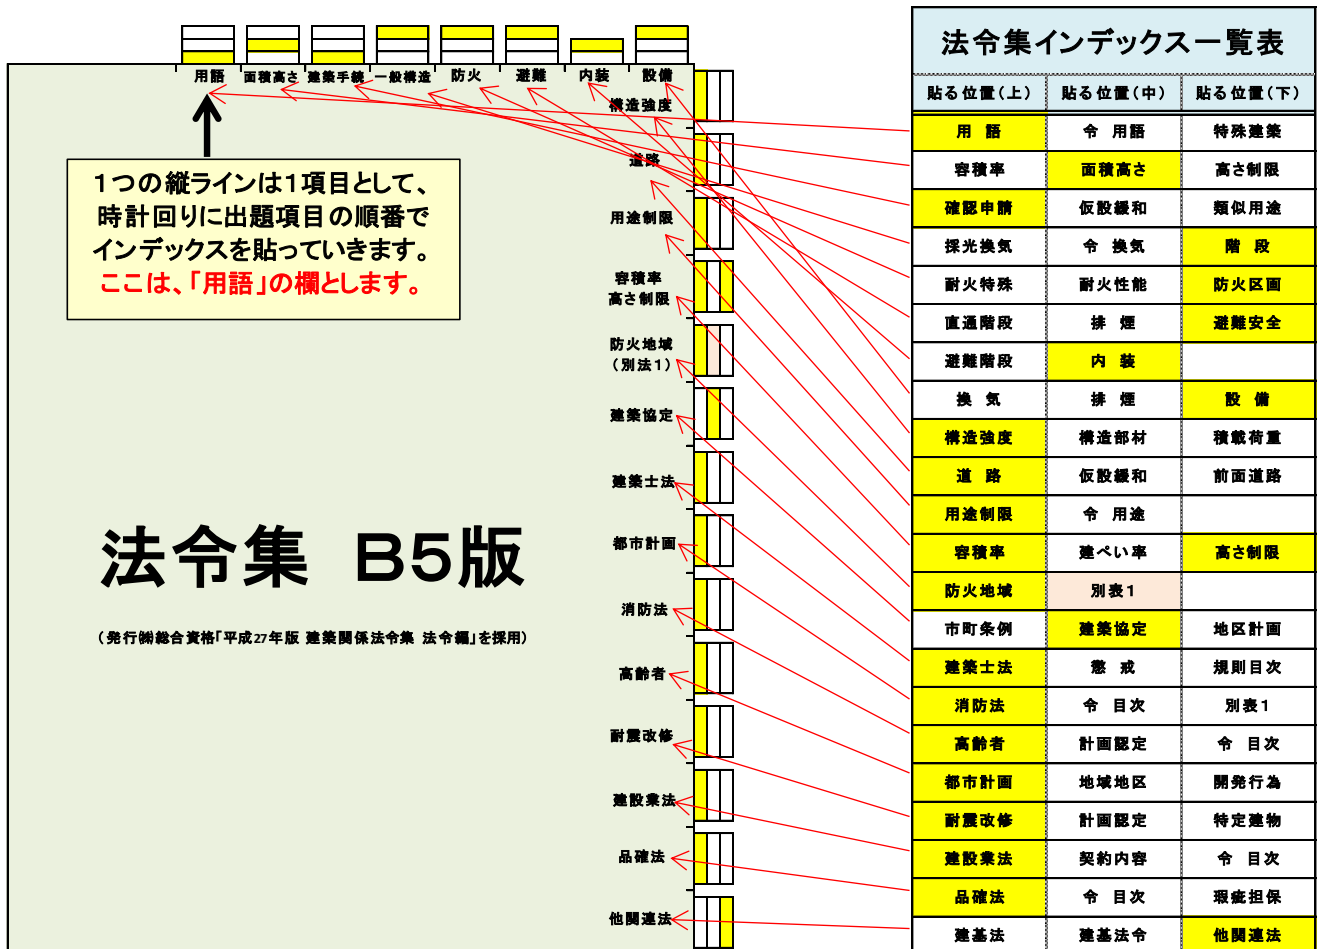 用語 面積高さ 建築手続 一般構造 防火 避難 内装 設備
構造強度
道路
用途制限
容積率
高さ制限
防火地域
（別法1）
建築協定
建築士法
都市計画
消防法
高齢者
耐震改修
建設業法
品確法
他関連法
１つの縦ラインは１項目として、
時計回りに出題項目の順番で
インデックスを貼っていきます。
ここは、「用語」の欄とします。
法令集 Ｂ５版
（発行㈱総合資格「平成27年版 建築関係法令集 法令編」を採用）
法令集インデックス一覧表
貼る位置（上） 貼る位置（中） 貼る位置（下）
用 語 令 用語 特殊建築
容積率 面積高さ 高さ制限
確認申請 仮設緩和 類似用途
採光換気 令 換気 階 段
耐火特殊 耐火性能 防火区画
直通階段 排 煙 避難安全
避難階段 内 装
換 気 排 煙 設 備
構造強度 構造部材 積載荷重
道 路 仮設緩和 前面道路
用途制限 令 用途
容積率 建ぺい率 高さ制限
防火地域 別表1
市町条例 建築協定 地区計画
建築士法 懲 戒 規則目次
消防法 令 目次 別表1
高齢者 計画認定 令 目次
都市計画 地域地区 開発行為
耐震改修 計画認定 特定建物
建設業法 契約内容 令 目次
品確法 令 目次 瑕疵担保
建基法 建基法令 他関連法